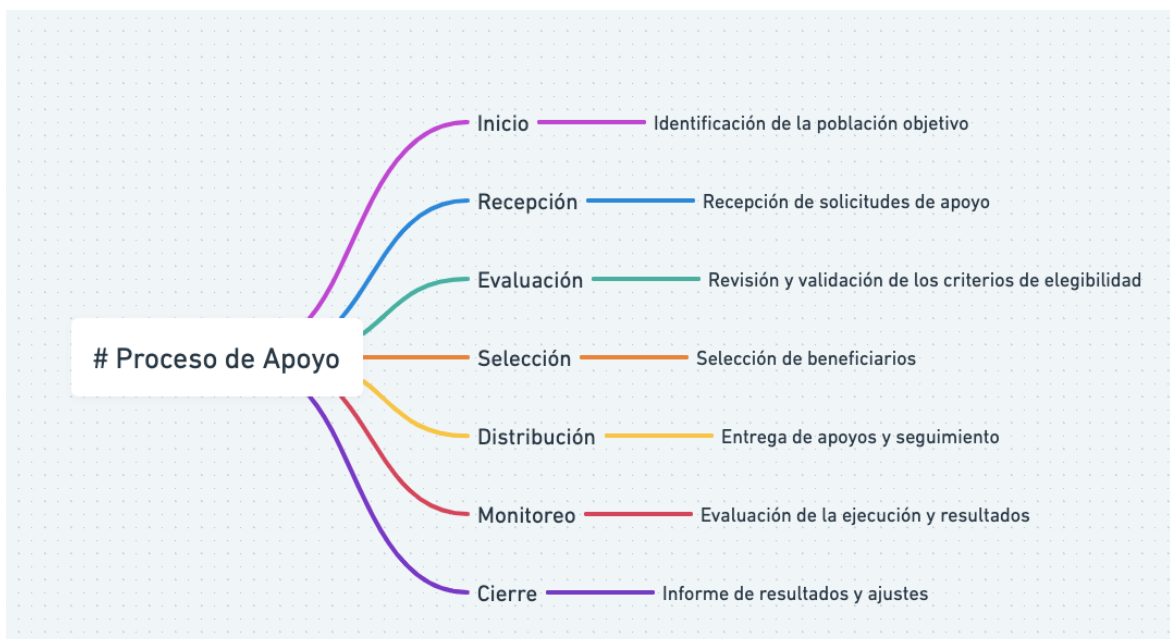 Inicio
Identificación de la población objetivo
Recepción
Recepción de solicitudes de apoyo
Evaluación
Revisión y validación de los criterios de elegibilidad
# Proceso de Apoyo
Selección
Selección de beneficiarios
Distribución
Entrega de apoyos y seguimiento
Monitoreo
Evaluación de la ejecución y resultados
Cierre
Informe de resultados y ajustes